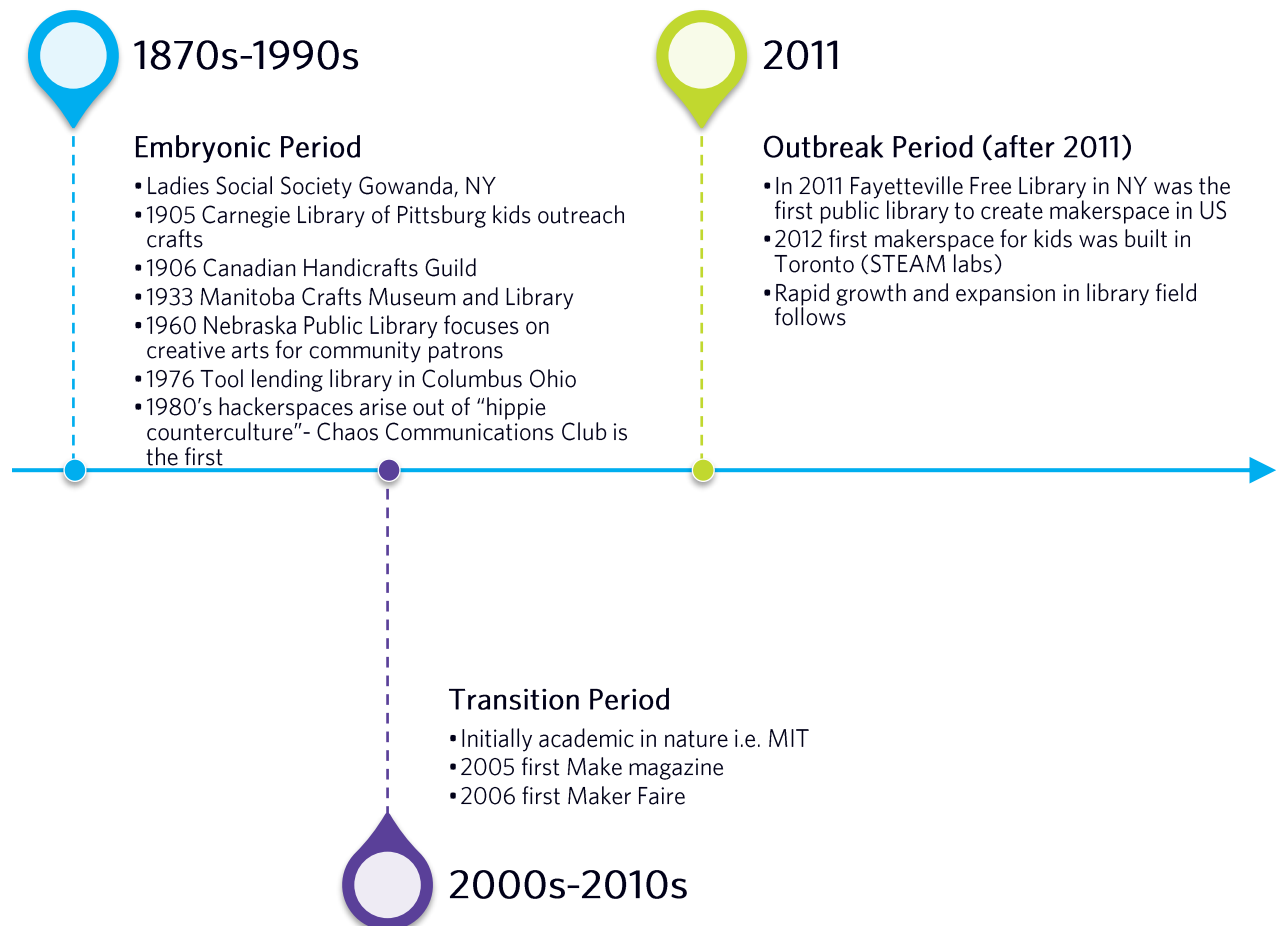 1870s-1990s
Embryonic Period
•Ladies Social Society Gowanda, NY
•1905 Carnegie Library of Pittsburg kids outreach
crafts
•1906 Canadian Handicrafts Guild
•1933 Manitoba Crafts Museum and Library
•1960 Nebraska Public Library focuses on
creative arts for community patrons
•1976 Tool lending library in Columbus Ohio
•1980’s hackerspaces arise out of “hippie
counterculture”- Chaos Communications Club is
the first
2011
Outbreak Period (after 2011)
•In 2011 Fayetteville Free Library in NY was the
first public library to create makerspace in US
•2012 first makerspace for kids was built in
Toronto (STEAM labs)
•Rapid growth and expansion in library field
follows
Transition Period
•Initially academic in nature i.e. MIT
•2005 first Make magazine
•2006 first Maker Faire
2000s-2010s